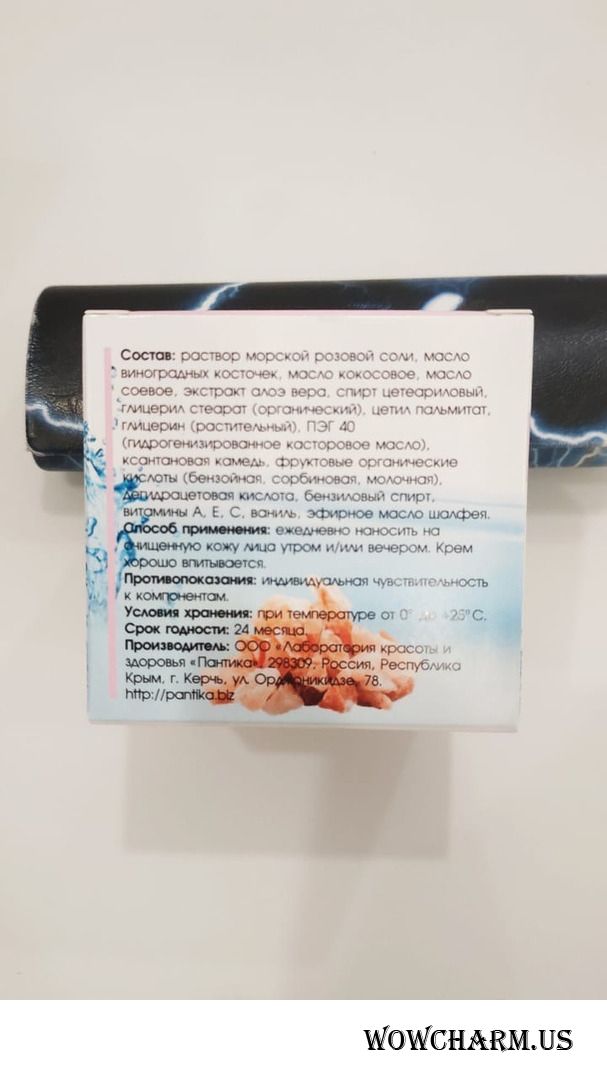 Состав: раствор морской розовой соли, масло
виноградных косточек, масло кокосовое, масло
соевое, экстракт алоэ вера, спирт цетеариловый,
глицерил стеарат (органический), цетил пальмитат,
глицерин (растительный), ПЭГ 40
(гидрогенизированное касторовое масло),
ксантановая камедь, фруктовые органические
кислоты (бензойная, сорбиновая, молочная),
дегидрацетовая кислота, бензиловый спирт,
витамины А, Е, С, ваниль, эфирное масло шалфея.
Способ применения: ежедневно наносить на
очищенную кожу лица утром и/или вечером. Крем
хорошо впитывается.
Противопоказания: индивидуальная чувствительность
к компонентам.
Условия хранения: при температуре от 0° до +25° С.
Срок годности: 24 месяца.
Производитель: ООО «Лаборатория красоты и
здоровья «Пантика», 298309, Россия, Республика
Крым, г. Керчь, ул. Орджоникидзе, 78.
http://pantika.biz
WOWCHARM.US